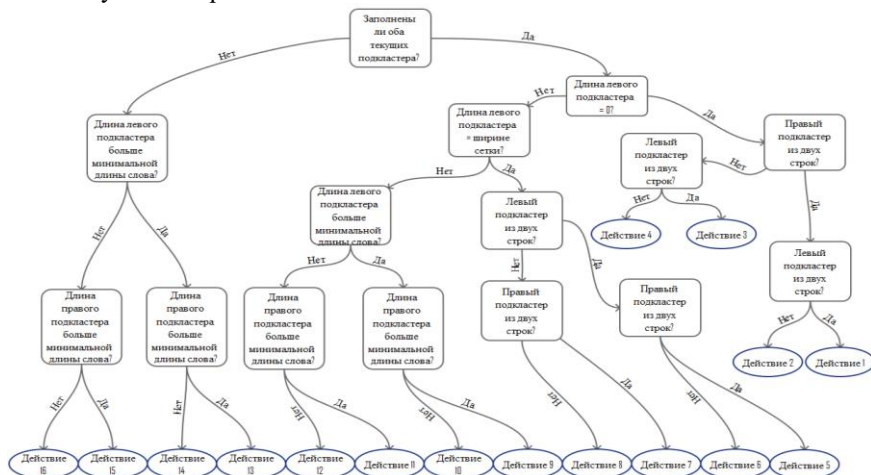 Заполнены
ли оба
текущих
подкластера?
Нет
Да
Длина левого
подкластера
= 0?
Нет
Да
Длина левого
подкластера
больше
минимальной
длины слова?
Длина левого
подкластера
= ширине
сетки?
Левый
подкластер
из двух
строк?
Правый
подкластер
из двух
строк?
Нет
Нет
Да
Нет
Да
Действие 4
Действие 3
Да
Длина левого
подкластера
больше
минимальной
длины слова?
Левый
подкластер
из двух
строк?
Левый
подкластер
из двух
строк?
Нет
Да
Нет
Да
Нет
Да
Нет
Да
Действие 2
Действие 1
Длина
правого
подкластера
больше
минимальной
длины слова?
Длина
правого
подкластера
больше
минимальной
длины слова?
Длина
правого
подкластера
больше
минимальной
длины слова?
Длина
правого
подкластера
больше
минимальной
длины слова?
Правый
подкластер
из двух
строк?
Правый
подкластер
из двух
строк?
Нет
Да
Нет
Да
Нет
Да
Нет
Да
Нет
Да
Нет
Да
Действие
16
Действие
15
Действие
14
Действие
13
Действие
12
Действие 11
Действие
10
Действие 9
Действие 8
Действие 7
Действие 6
Действие 5